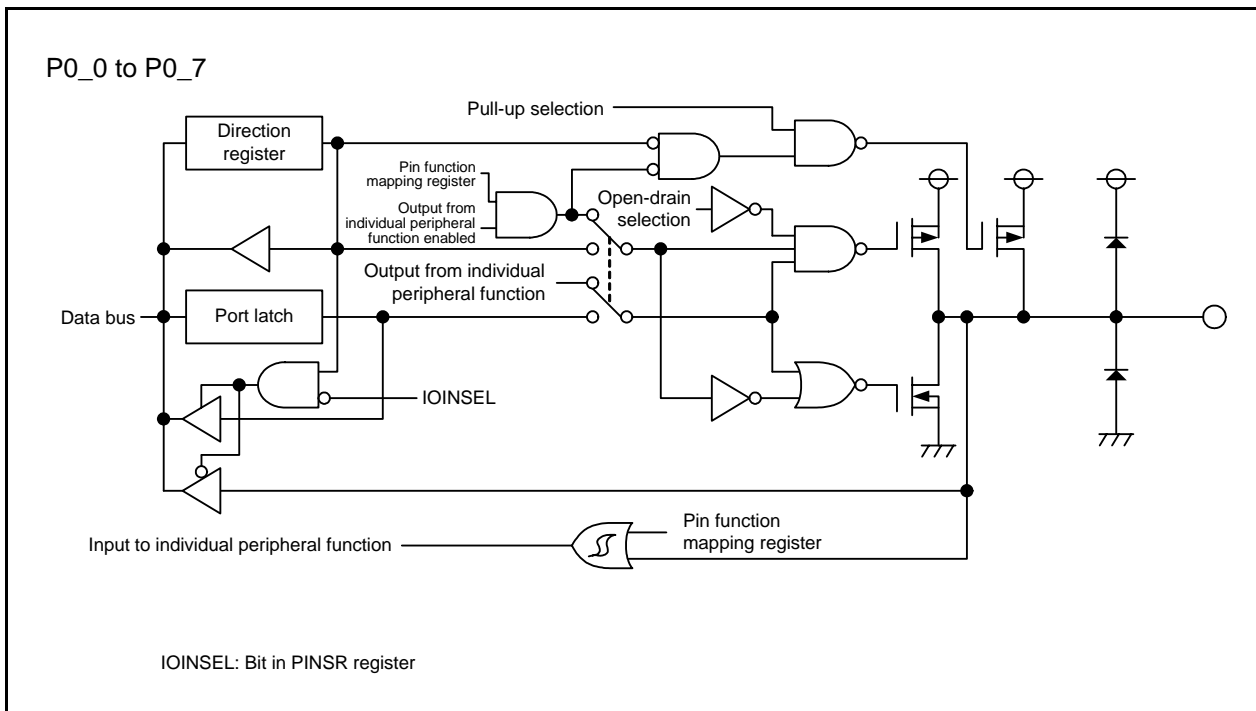 P0_0 to P0_7
Pull-up selection
Direction
register
Pin function
mapping register
Output from
individual peripheral
function enabled
Open-drain
selection
Output from individual
peripheral function
Data bus
Port latch
IOINSEL
Pin function
mapping register
Input to individual peripheral function
IOINSEL: Bit in PINSR register